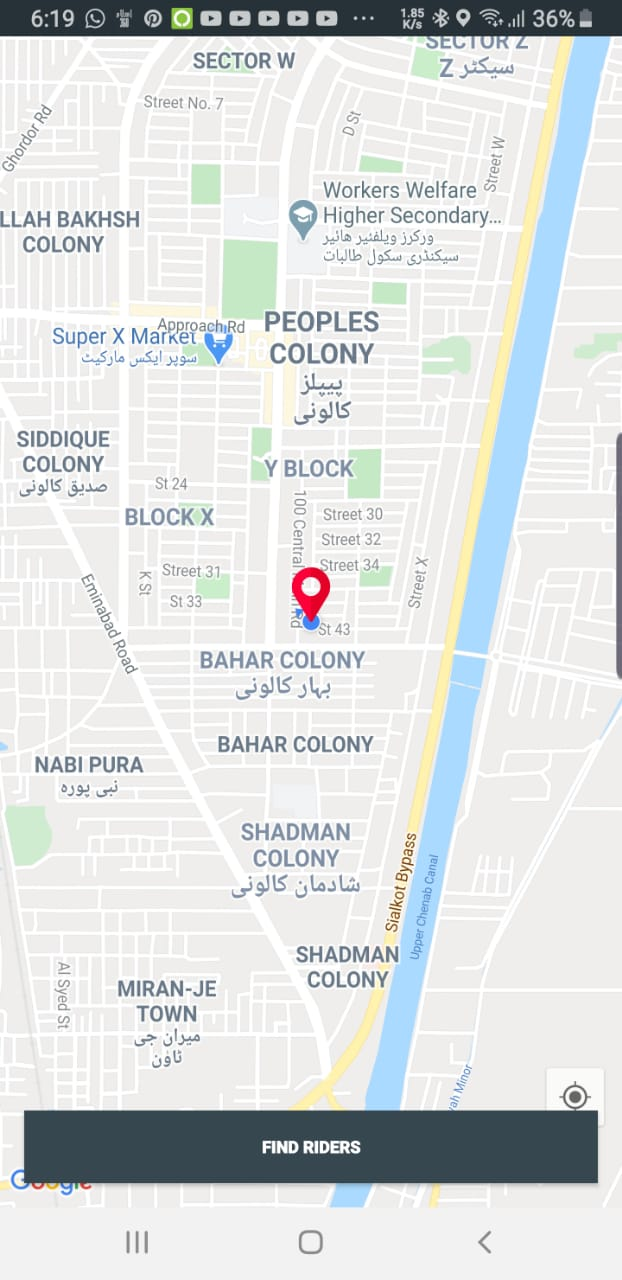 6:19
1.85 K/s
36%
SECTOR W
SECTOR Z
سیکٹر Z
Street No. 7
D St
Ghordor Rd
Street W
Workers Welfare
Higher Secondary...
ورکرز ویلفئیر هائیر
سیکنڈری سکول طالبات
LLAH BAKHSH
COLONY
Approach Rd
Super X Market
سوپر ایکس مارکیٹ
PEOPLES
COLONY
پیپلز
کالونی
SIDDIQUE
COLONY
صدیق کالونی
Y BLOCK
St 24
BLOCK X
100 Central
Rd
Street 30
Street 32
Street 34
Street X
Street 31
K St
St 33
St 43
Eminabad Road
BAHAR COLONY
بہار کالونی
BAHAR COLONY
NABI PURA
نبی پورہ
SHADMAN
COLONY
شادمان کالونی
Sialkot Bypass
Upper Chenab Canal
SHADMAN
COLONY
Al Syed St
MIRAN-JE
TOWN
میران جی
ٹاؤن
vah Minor
FIND RIDERS
Google